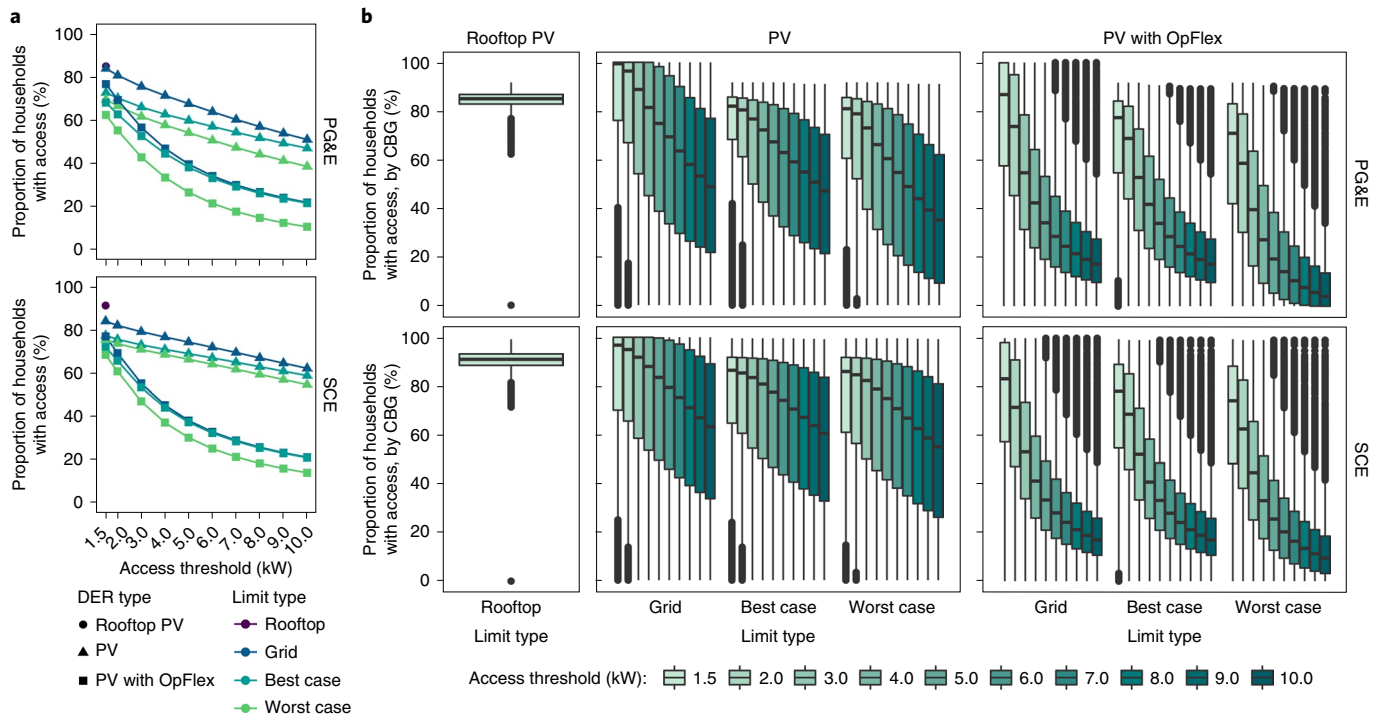 a
Proportion of households
with access (%)
100
80
60
40
20
0
PG&E
Proportion of households
with access (%)
100
80
60
40
20
0
SCE
1.5
2.0
3.0
4.0
5.0
6.0
7.0
8.0
9.0
10.0
Access threshold (kW)
DER type
Rooftop PV
PV
PV with OpFlex
Limit type
Rooftop
Grid
Best case
Worst case
b
Rooftop PV
PV
PV with OpFlex
Proportion of households
with access, by CBG (%)
100
80
60
40
20
0
PG&E
Proportion of households
with access, by CBG (%)
100
80
60
40
20
0
SCE
Rooftop
Grid
Best case
Worst case
Grid
Best case
Worst case
Limit type
Limit type
Limit type
Access threshold (kW):
1.5
2.0
3.0
4.0
5.0
6.0
7.0
8.0
9.0
10.0